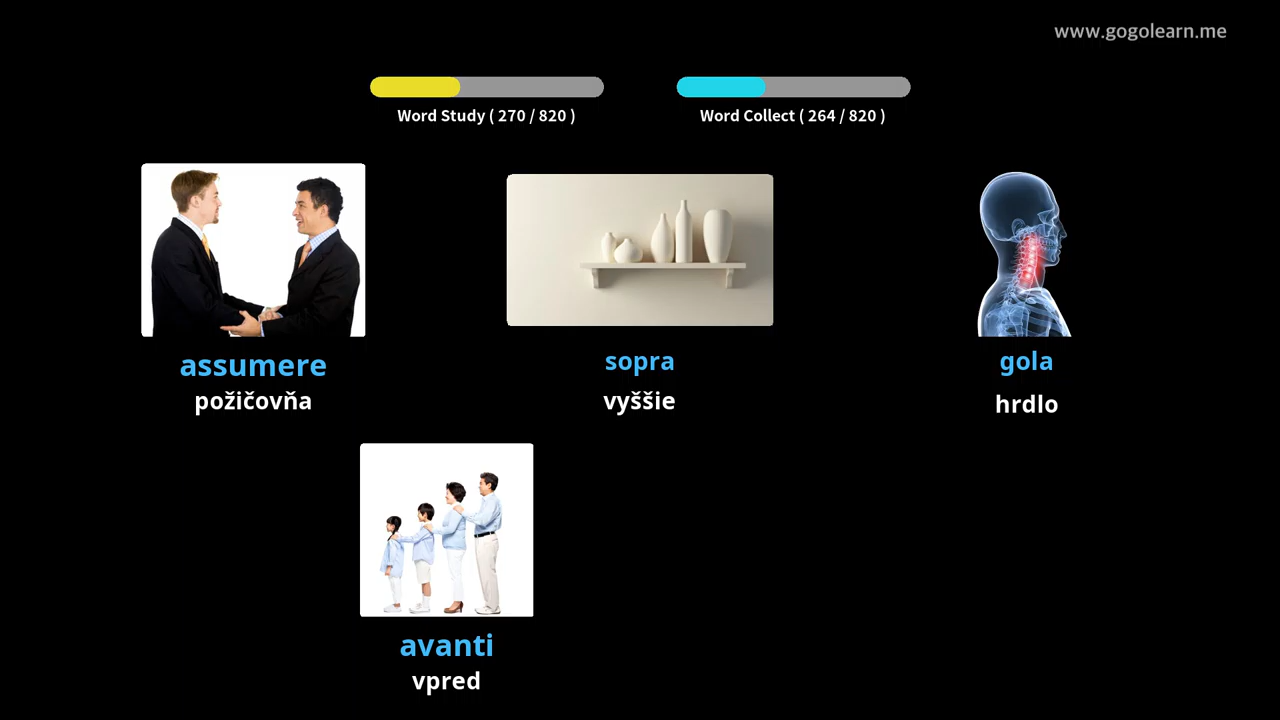 www.gogolearn.me
Word Study ( 270 / 820 )
Word Collect ( 264 / 820 )
assumere
požičovňa
sopra
vyššie
gola
hrdlo
avanti
vpred